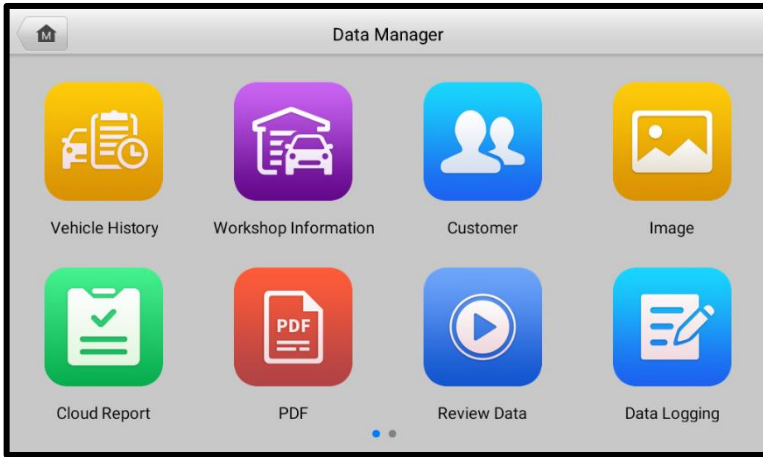 M
Data Manager
Vehicle History
Workshop Information
Customer
Image
PDF
Cloud Report
PDF
Review Data
Data Logging